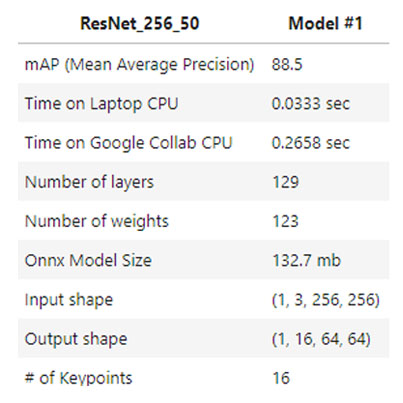 ResNet_256_50 Model #1
mAP (Mean Average Precision) 88.5
Time on Laptop CPU 0.0333 sec
Time on Google Collab CPU 0.2658 sec
Number of layers 129
Number of weights 123
Onnx Model Size 132.7 mb
Input shape (1, 3, 256, 256)
Output shape (1, 16, 64, 64)
# of Keypoints 16